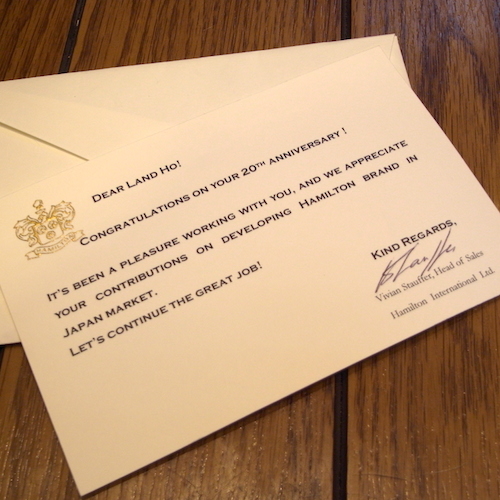 Dear Land Ho!
Congratulations on your 20th anniversary!
It's been a pleasure working with you, and we appreciate
your contributions on developing Hamilton brand in
Japan market.
Let's continue the great job!
Kind Regards,
Vivian Stauffer, Head of Sales
Hamilton International Ltd.